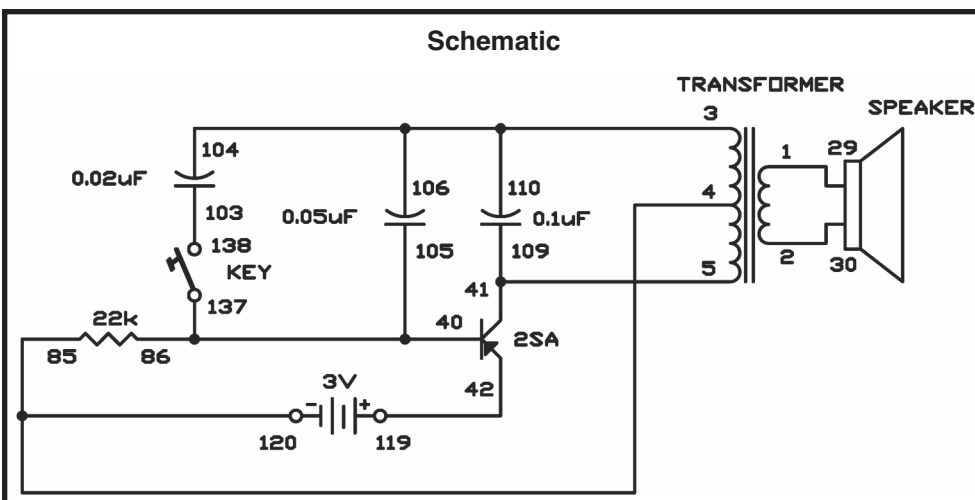 Schematic
TRANSFORMER
3
SPEAKER
104
1
29
0.02uF
106
110
4
103
0.05uF
0.1uF
138
105
109
2
30
KEY
5
137
41
22k
40
2SA
85
86
3V
42
- +
120
119